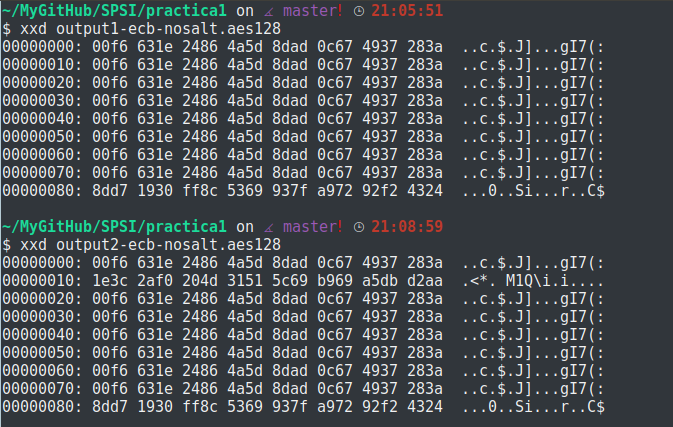 ~/MyGitHub/SPSI/practica1 on master! 21:05:51
$ xxd output1-ecb-nosalt.aes128
00000000: 00f6 631e 2486 4a5d 8dad 0c67 4937 283a  ..c.$.J]...gI7(:
00000010: 00f6 631e 2486 4a5d 8dad 0c67 4937 283a  ..c.$.J]...gI7(:
00000020: 00f6 631e 2486 4a5d 8dad 0c67 4937 283a  ..c.$.J]...gI7(:
00000030: 00f6 631e 2486 4a5d 8dad 0c67 4937 283a  ..c.$.J]...gI7(:
00000040: 00f6 631e 2486 4a5d 8dad 0c67 4937 283a  ..c.$.J]...gI7(:
00000050: 00f6 631e 2486 4a5d 8dad 0c67 4937 283a  ..c.$.J]...gI7(:
00000060: 00f6 631e 2486 4a5d 8dad 0c67 4937 283a  ..c.$.J]...gI7(:
00000070: 00f6 631e 2486 4a5d 8dad 0c67 4937 283a  ..c.$.J]...gI7(:
00000080: 8dd7 1930 ff8c 5369 937f a972 92f2 4324  ...0..Si...r..C$
~/MyGitHub/SPSI/practica1 on master! 21:08:59
$ xxd output2-ecb-nosalt.aes128
00000000: 00f6 631e 2486 4a5d 8dad 0c67 4937 283a  ..c.$.J]...gI7(:
00000010: 1e3c 2af0 204d 3151 5c69 b969 a5db d2aa  .<*. M1Q\i.i....
00000020: 00f6 631e 2486 4a5d 8dad 0c67 4937 283a  ..c.$.J]...gI7(:
00000030: 00f6 631e 2486 4a5d 8dad 0c67 4937 283a  ..c.$.J]...gI7(:
00000040: 00f6 631e 2486 4a5d 8dad 0c67 4937 283a  ..c.$.J]...gI7(:
00000050: 00f6 631e 2486 4a5d 8dad 0c67 4937 283a  ..c.$.J]...gI7(:
00000060: 00f6 631e 2486 4a5d 8dad 0c67 4937 283a  ..c.$.J]...gI7(:
00000070: 00f6 631e 2486 4a5d 8dad 0c67 4937 283a  ..c.$.J]...gI7(:
00000080: 8dd7 1930 ff8c 5369 937f a972 92f2 4324  ...0..Si...r..C$